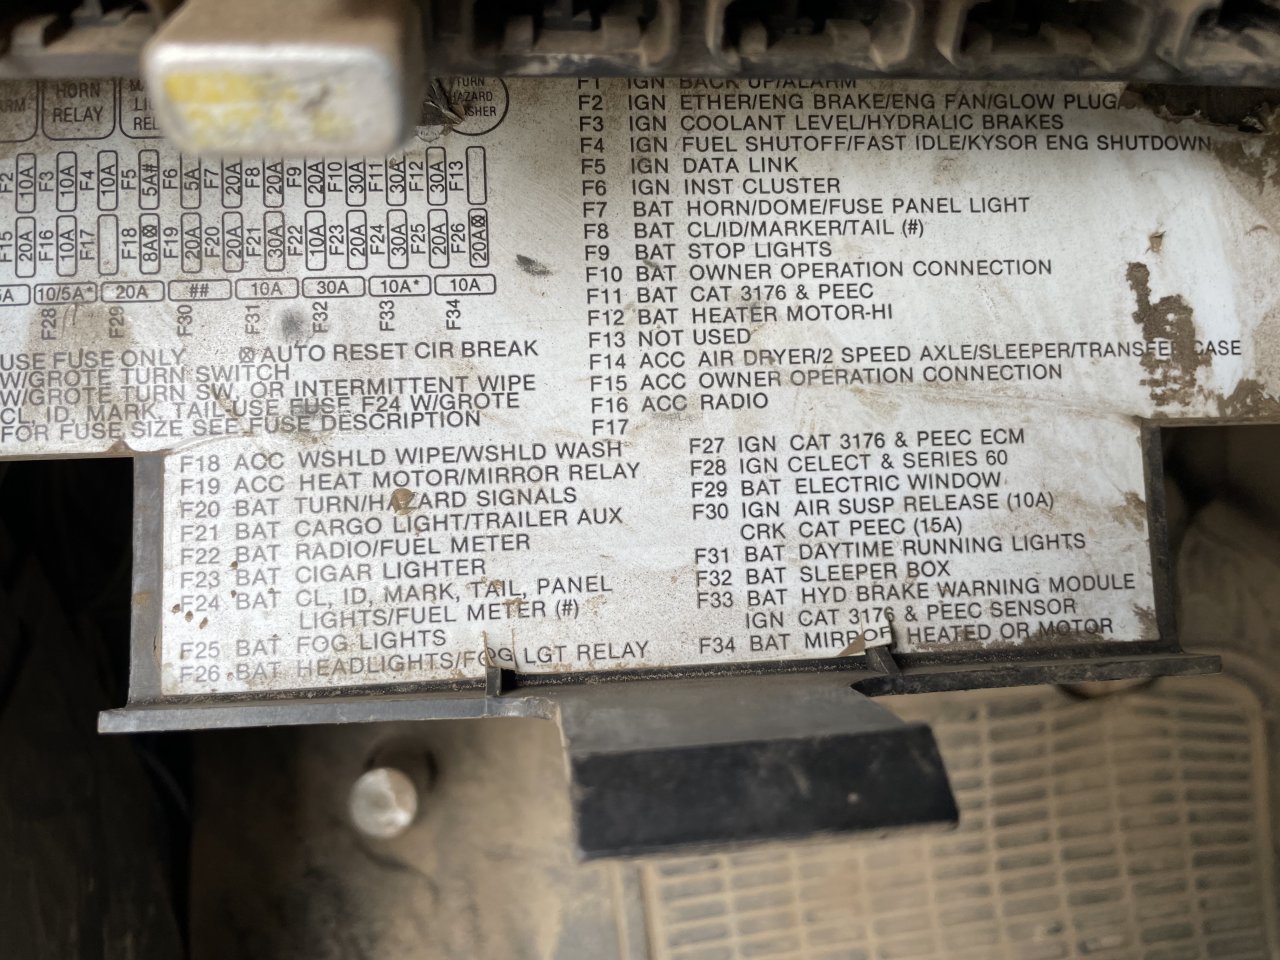 HORN
RELAY
TURN
F2 10A F3 10A F4 10A F5 5A# F6 5A F7 20A F8 20A F9 20A F10 30A F11 30A F12 30A F13
F15 20A F16 10A F17 F18 8A⊠ F19 20A F20 20A F21 30A F22 10A F23 20A F24 30A F25 20A F26 20A⊠
10/5A* 20A ## 10A 30A 10A* 10A
F28 F29 F30 F31 F32 F33 F34
USE FUSE ONLY ⊠ AUTO RESET CIR BREAK
W/GROTE TURN SWITCH
W/GROTE TURN SW. OR INTERMITTENT WIPE
CL, ID, MARK, TAIL-USE FUSE F24 W/GROTE
FOR FUSE SIZE SEE FUSE DESCRIPTION
F1 IGN BACK UP/ALARM
F2 IGN ETHER/ENG BRAKE/ENG FAN/GLOW PLUG/
F3 IGN COOLANT LEVEL/HYDRALIC BRAKES
F4 IGN FUEL SHUTOFF/FAST IDLE/KYSOR ENG SHUTDOWN
F5 IGN DATA LINK
F6 IGN INST CLUSTER
F7 BAT HORN/DOME/FUSE PANEL LIGHT
F8 BAT CL/ID/MARKER/TAIL (#)
F9 BAT STOP LIGHTS
F10 BAT OWNER OPERATION CONNECTION
F11 BAT CAT 3176 & PEEC
F12 BAT HEATER MOTOR-HI
F13 NOT USED
F14 ACC AIR DRYER/2 SPEED AXLE/SLEEPER/TRANSFER CASE
F15 ACC OWNER OPERATION CONNECTION
F16 ACC RADIO
F17
F18 ACC WSHLD WIPE/WSHLD WASH
F19 ACC HEAT MOTOR/MIRROR RELAY
F20 BAT TURN/HAZARD SIGNALS
F21 BAT CARGO LIGHT/TRAILER AUX
F22 BAT RADIO/FUEL METER
F23 BAT CIGAR LIGHTER
F24 BAT CL, ID, MARK, TAIL, PANEL
LIGHTS/FUEL METER (#)
F25 BAT FOG LIGHTS
F26 BAT HEADLIGHTS/FOG LGT RELAY
F27 IGN CAT 3176 & PEEC ECM
F28 IGN CELECT & SERIES 60
F29 BAT ELECTRIC WINDOW
F30 IGN AIR SUSP RELEASE (10A)
CRK CAT PEEC (15A)
F31 BAT DAYTIME RUNNING LIGHTS
F32 BAT SLEEPER BOX
F33 BAT HYD BRAKE WARNING MODULE
IGN CAT 3176 & PEEC SENSOR
F34 BAT MIRROR HEATED OR MOTOR